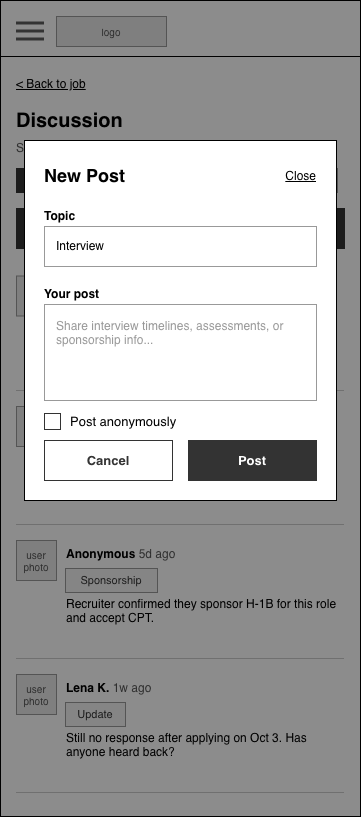 logo
< Back to job
Discussion
S
New Post
Close
Topic
Interview
Your post
Share interview timelines, assessments, or
sponsorship info...
Post anonymously
Cancel
Post
user
photo
Anonymous 5d ago
Sponsorship
Recruiter confirmed they sponsor H-1B for this role
and accept CPT.
user
photo
Lena K. 1w ago
Update
Still no response after applying on Oct 3. Has
anyone heard back?